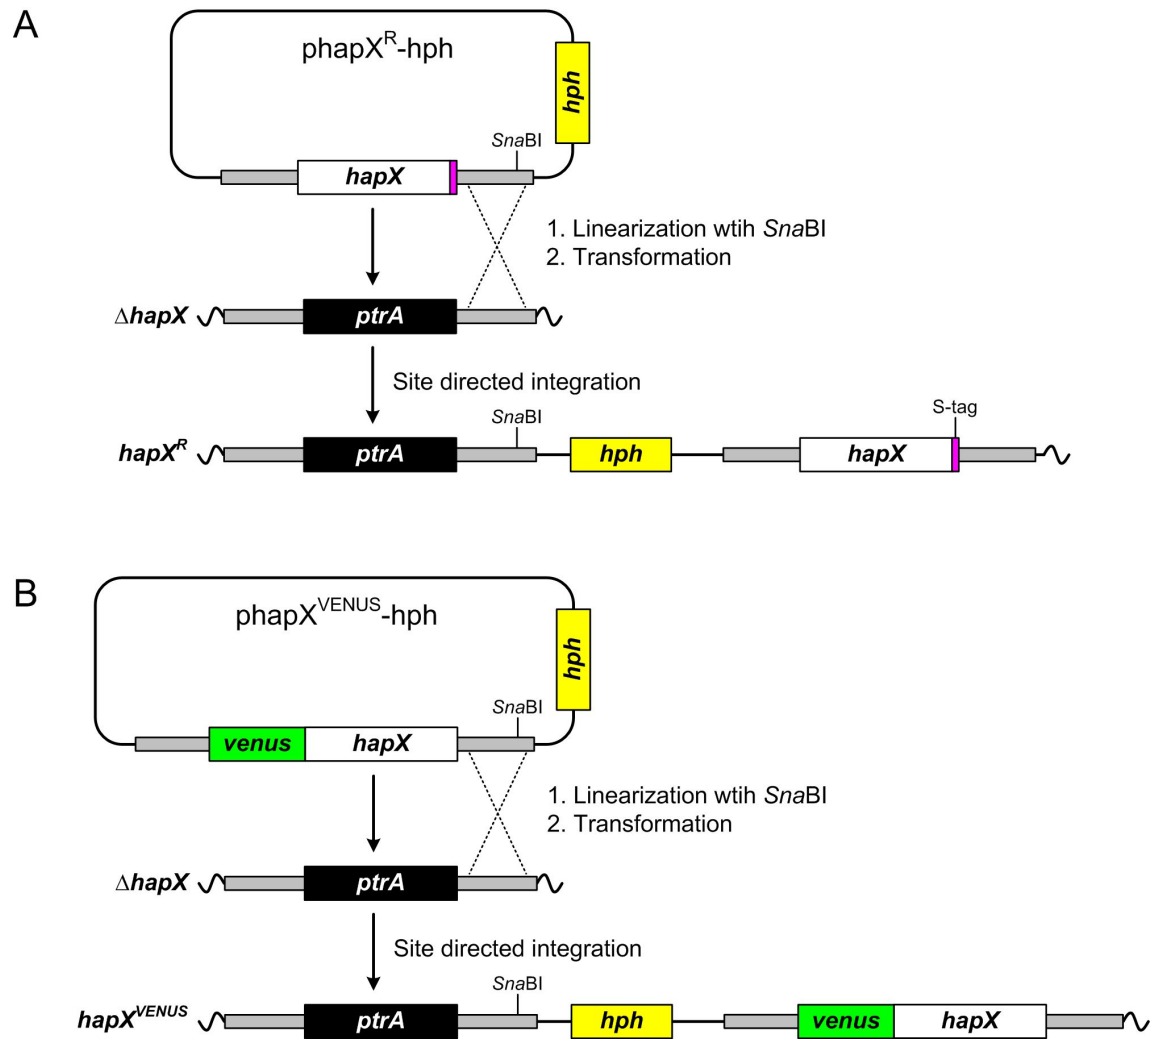 A
phapX^R-hph
hph
SnaBI
hapX
1. Linearization wtih SnaBI
2. Transformation
ΔhapX
ptrA
Site directed integration
SnaBI
S-tag
hapX^R
ptrA
hph
hapX
B
phapX^VENUS-hph
hph
SnaBI
venus
hapX
1. Linearization wtih SnaBI
2. Transformation
ΔhapX
ptrA
Site directed integration
SnaBI
hapX^VENUS
ptrA
hph
venus
hapX